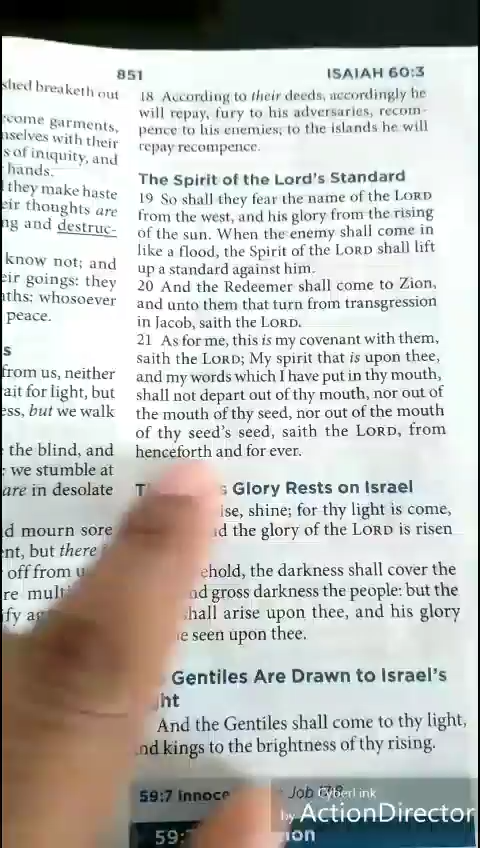 851
ISAIAH 60:3
shed breaketh out
come garments,
nselves with their
s of iniquity, and
hands.
they make haste
eir thoughts are
ng and destruc-
know not; and
eir goings: they
ths: whosoever
peace.
s
from us, neither
ait for light, but
ess, but we walk
the blind, and
we stumble at
are in desolate
d mourn sore
nt, but there
off from
re
ify
18 According to their deeds, accordingly he
will repay, fury to his adversaries, recom-
pence to his enemies; to the islands he will
repay recompence.
The Spirit of the Lord's Standard
19 So shall they fear the name of the LORD
from the west, and his glory from the rising
of the sun. When the enemy shall come in
like a flood, the Spirit of the LORD shall lift
up a standard against him.
20 And the Redeemer shall come to Zion,
and unto them that turn from transgression
in Jacob, saith the LORD.
21 As for me, this is my covenant with them,
saith the LORD; My spirit that is upon thee,
and my words which I have put in thy mouth,
shall not depart out of thy mouth, nor out of
the mouth of thy seed, nor out of the mouth
of thy seed's seed, saith the LORD, from
henceforth and for ever.
Glory Rests on Israel
ise, shine; for thy light is come,
d the glory of the LORD is risen
ehold, the darkness shall cover the
nd gross darkness the people: but the
shall arise upon thee, and his glory
e seen upon thee.
Gentiles Are Drawn to Israel's
ght
And the Gentiles shall come to thy light,
nd kings to the brightness of thy rising.
59:7 Innoce Job
59:
on
CyberLink
by ActionDirector